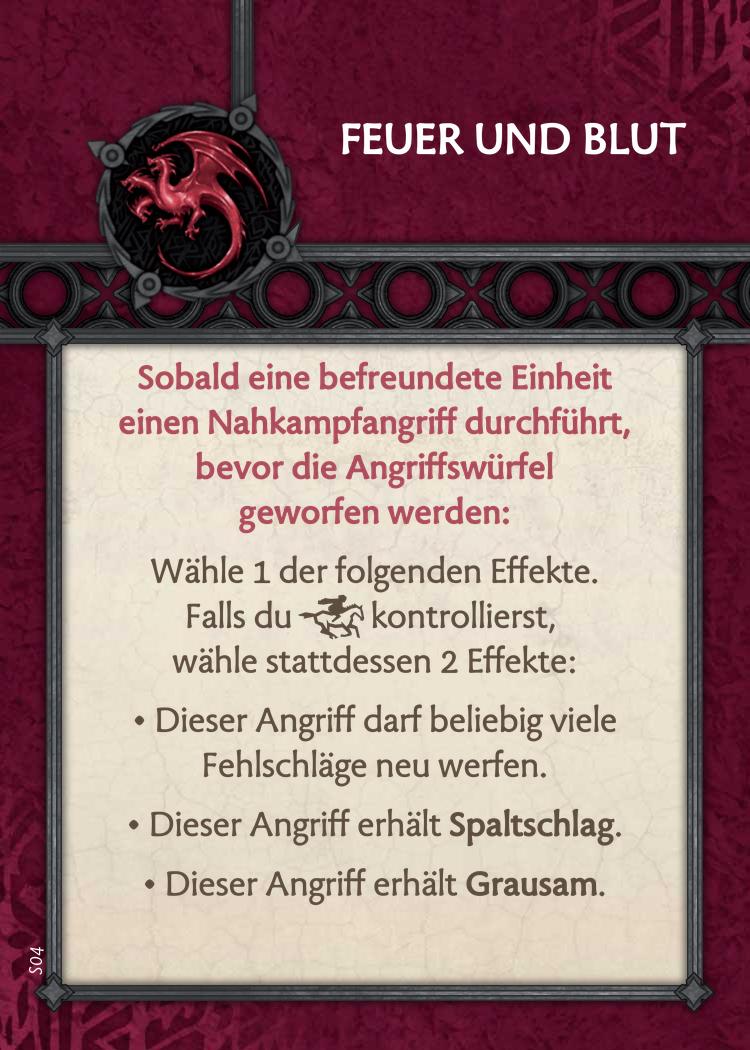 FEUER UND BLUT
Sobald eine befreundete Einheit
einen Nahkampfangriff durchführt,
bevor die Angriffswürfel
geworfen werden:
Wähle 1 der folgenden Effekte.
Falls du kontrollierst,
wähle stattdessen 2 Effekte:
• Dieser Angriff darf beliebig viele
Fehlschläge neu werfen.
• Dieser Angriff erhält Spaltschlag.
• Dieser Angriff erhält Grausam.
S04